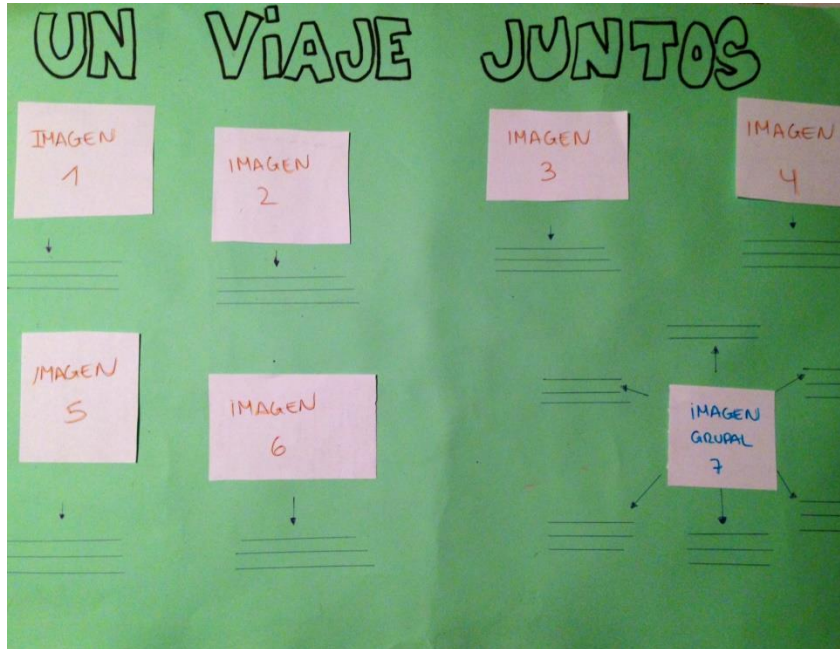 UN ViAJE JUNTOS
IMAGEN
1
IMAGEN
2
IMAGEN
3
IMAGEN
4
IMAGEN
5
IMAGEN
6
iMAGEN
GRUPAL
7